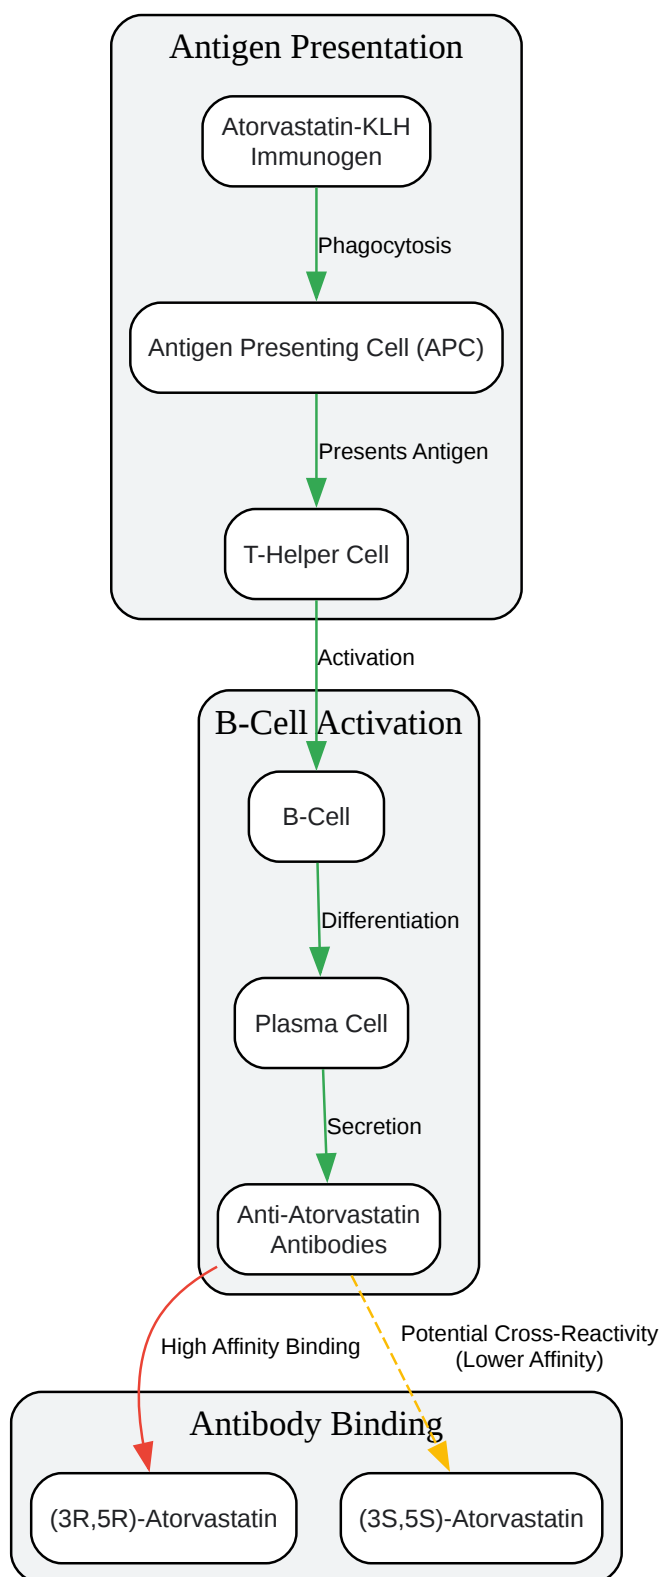 Antigen Presentation
Atorvastatin-KLH
Immunogen
Phagocytosis
Antigen Presenting Cell (APC)
Presents Antigen
T-Helper Cell
Activation
B-Cell Activation
B-Cell
Differentiation
Plasma Cell
Secretion
Anti-Atorvastatin
Antibodies
High Affinity Binding
Potential Cross-Reactivity
(Lower Affinity)
Antibody Binding
(3R,5R)-Atorvastatin
(3S,5S)-Atorvastatin